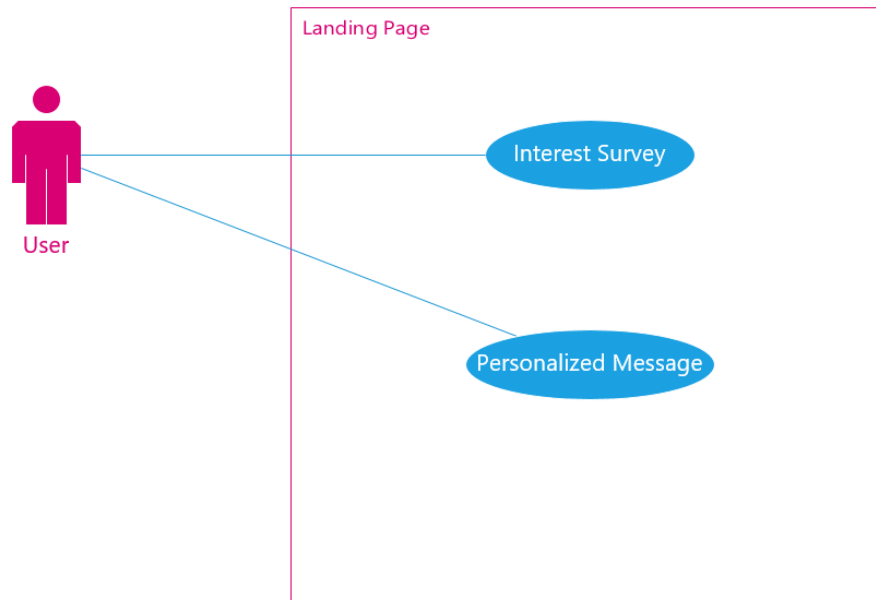 Landing Page
Interest Survey
User
Personalized Message